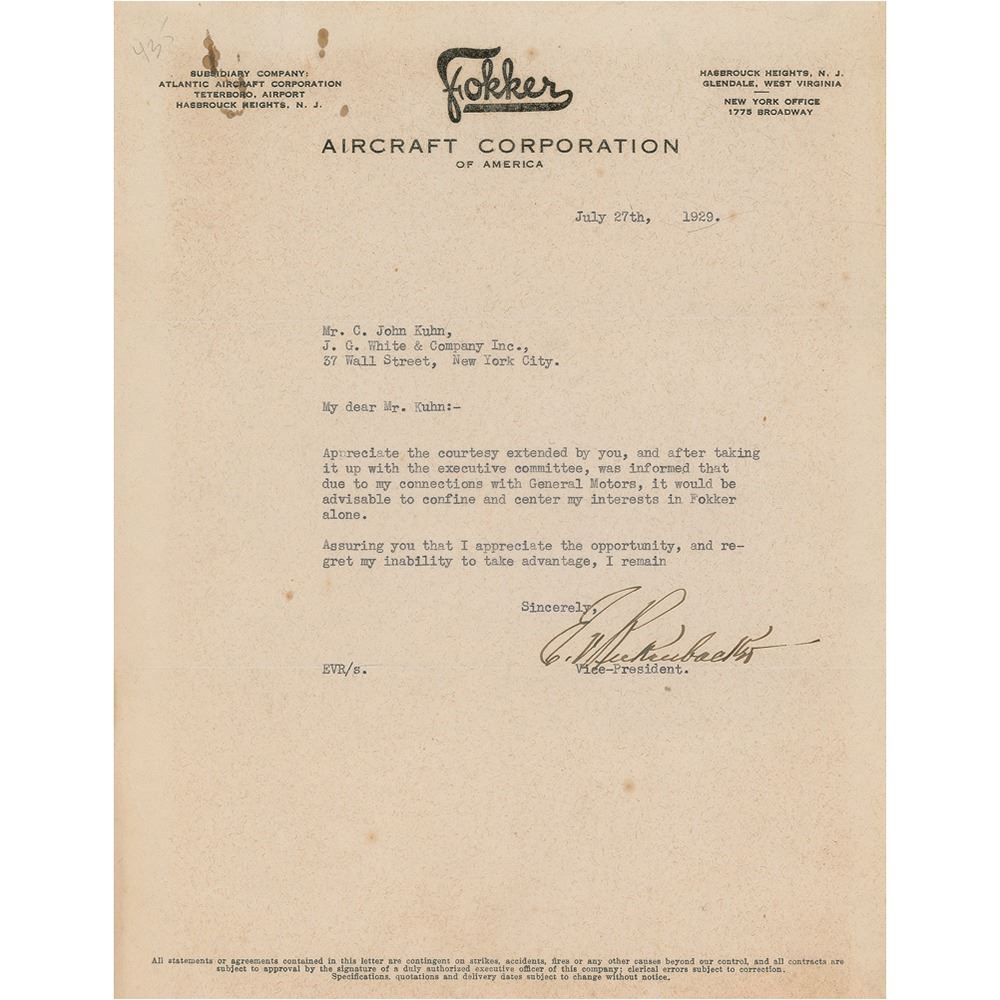 45
SUBSIDIARY COMPANY:
ATLANTIC AIRCRAFT CORPORATION
TETERBORO, AIRPORT
HASBROUCK HEIGHTS, N. J.
Fokker
AIRCRAFT CORPORATION
OF AMERICA
HASBROUCK HEIGHTS, N. J.
GLENDALE, WEST VIRGINIA
NEW YORK OFFICE
1775 BROADWAY
July 27th, 1929.
Mr. C. John Kuhn,
J. G. White & Company Inc.,
37 Wall Street, New York City.
My dear Mr. Kuhn:-
Appreciate the courtesy extended by you, and after taking
it up with the executive committee, was informed that
due to my connections with General Motors, it would be
advisable to confine and center my interests in Fokker
alone.
Assuring you that I appreciate the opportunity, and re-
gret my inability to take advantage, I remain
Sincerely,
E. V. Rickenbacker
EVR/s.
Vice-President.
All statements or agreements contained in this letter are contingent on strikes, accidents, fires or any other causes beyond our control, and all contracts are
subject to approval by the signature of a duly authorized executive officer of this company; clerical errors subject to correction.
Specifications, quotations and delivery dates subject to change without notice.